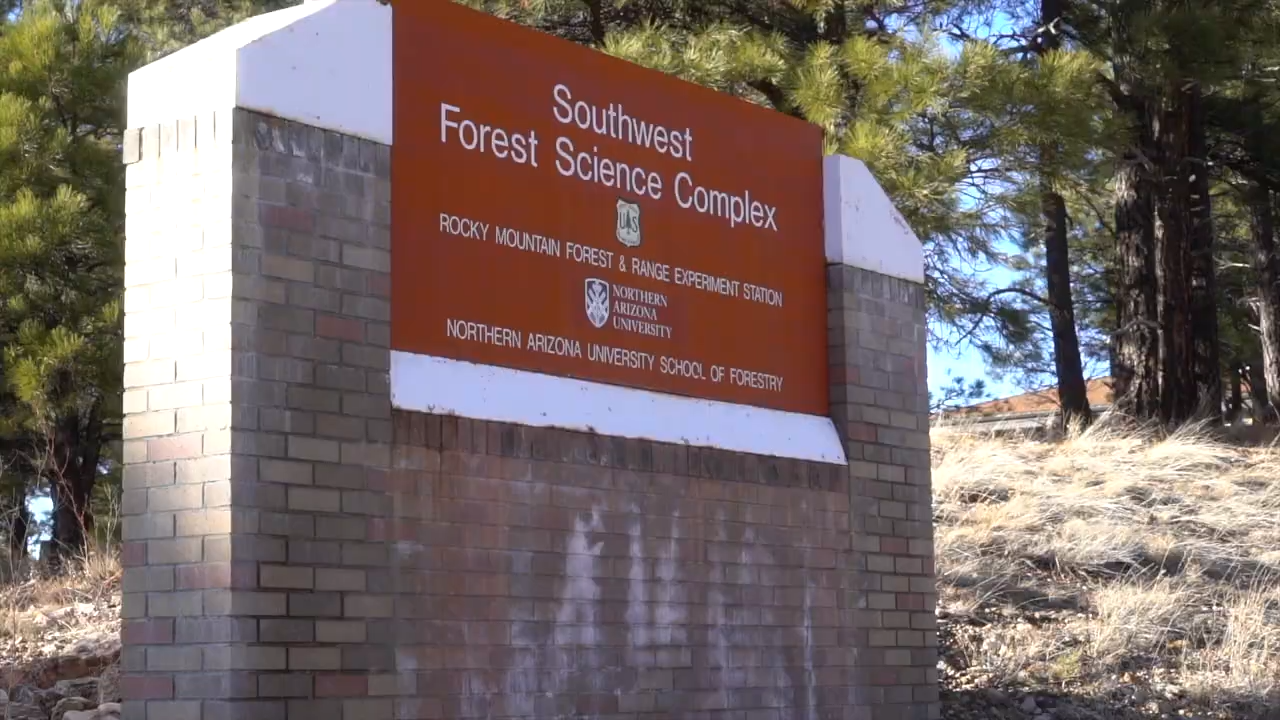 Southwest
Forest Science Complex
US
ROCKY MOUNTAIN FOREST & RANGE EXPERIMENT STATION
NORTHERN
ARIZONA
UNIVERSITY
NORTHERN ARIZONA UNIVERSITY SCHOOL OF FORESTRY